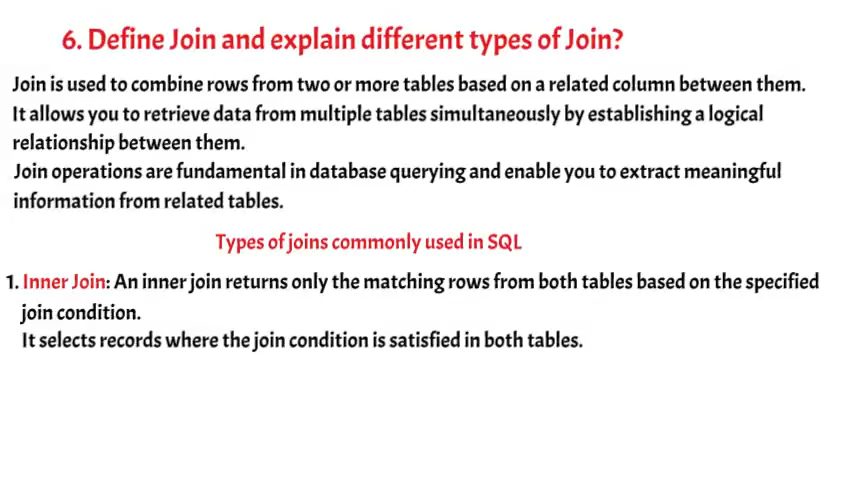 6. Define Join and explain different types of Join?
Join is used to combine rows from two or more tables based on a related column between them.
It allows you to retrieve data from multiple tables simultaneously by establishing a logical
relationship between them.
Join operations are fundamental in database querying and enable you to extract meaningful
information from related tables.
Types of joins commonly used in SQL
1. Inner Join: An inner join returns only the matching rows from both tables based on the specified
join condition.
It selects records where the join condition is satisfied in both tables.